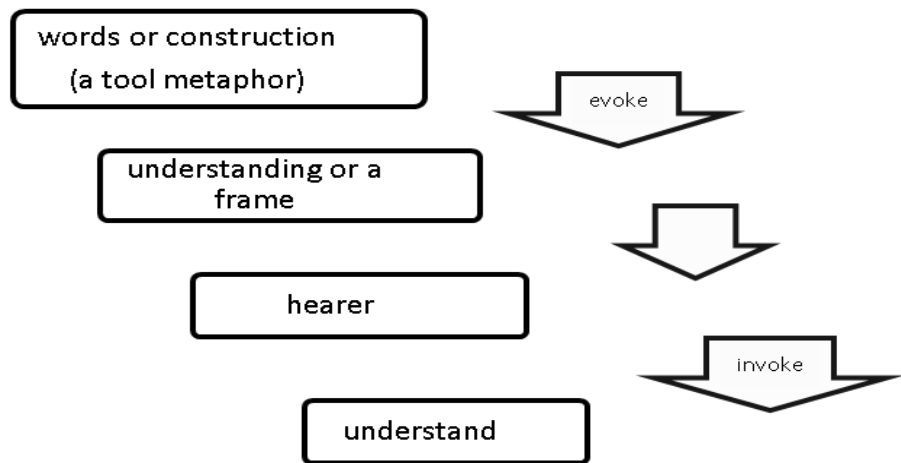 words or construction
(a tool metaphor)
evoke
understanding or a
frame
hearer
invoke
understand